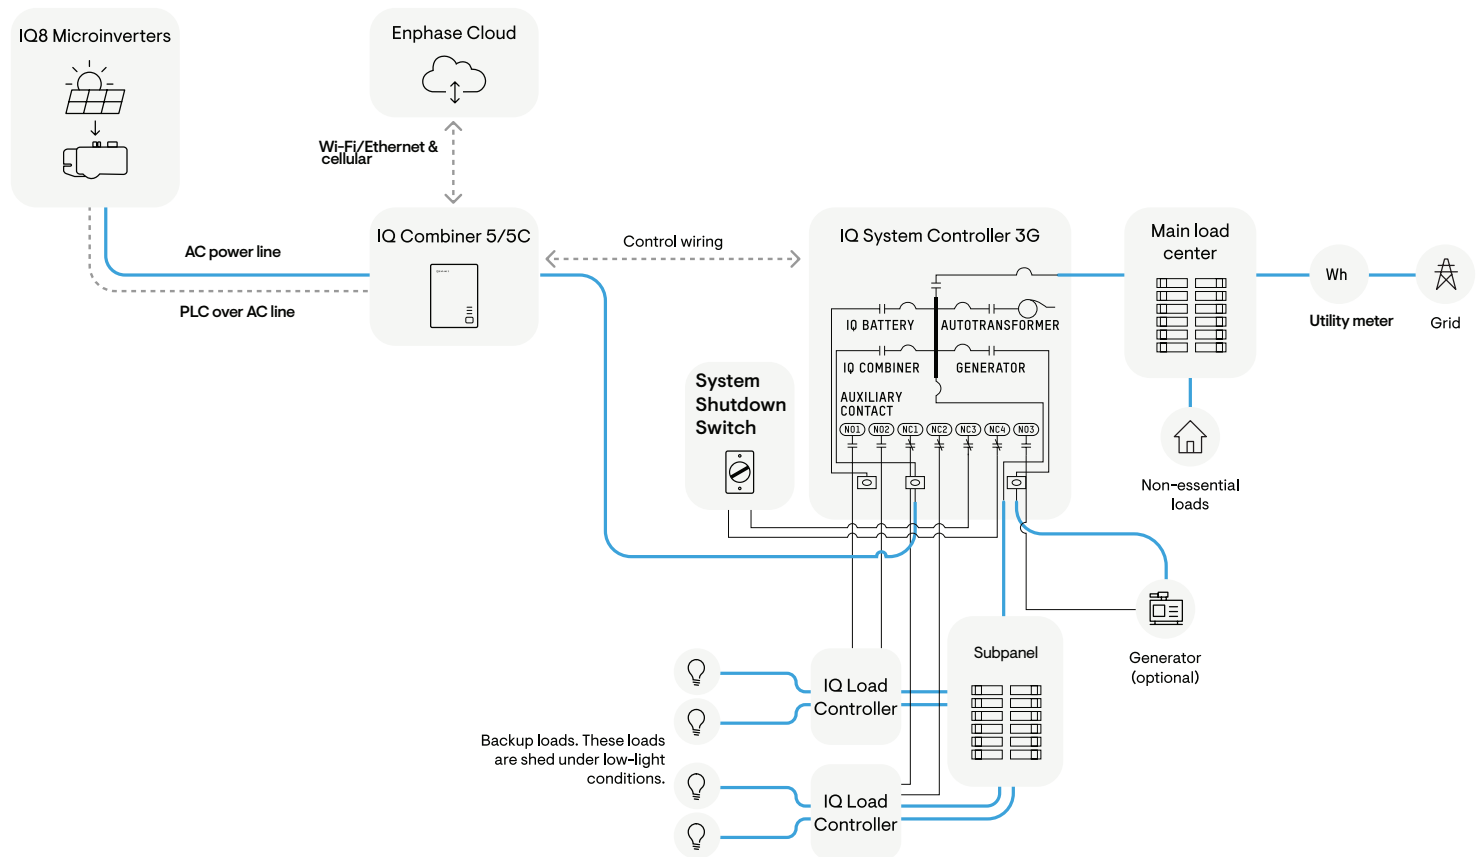 IQ8 Microinverters
Enphase Cloud
Wi-Fi/Ethernet &
cellular
AC power line
PLC over AC line
IQ Combiner 5/5C
Control wiring
IQ System Controller 3G
IQ BATTERY
AUTOTRANSFORMER
IQ COMBINER
GENERATOR
AUXILIARY
CONTACT
NO1 NO2 NC1 NC2 NC3 NC4 NO3
System
Shutdown
Switch
Main load
center
Wh
Utility meter
Grid
Non-essential
loads
Generator
(optional)
Subpanel
IQ Load
Controller
Backup loads. These loads
are shed under low-light
conditions.
IQ Load
Controller